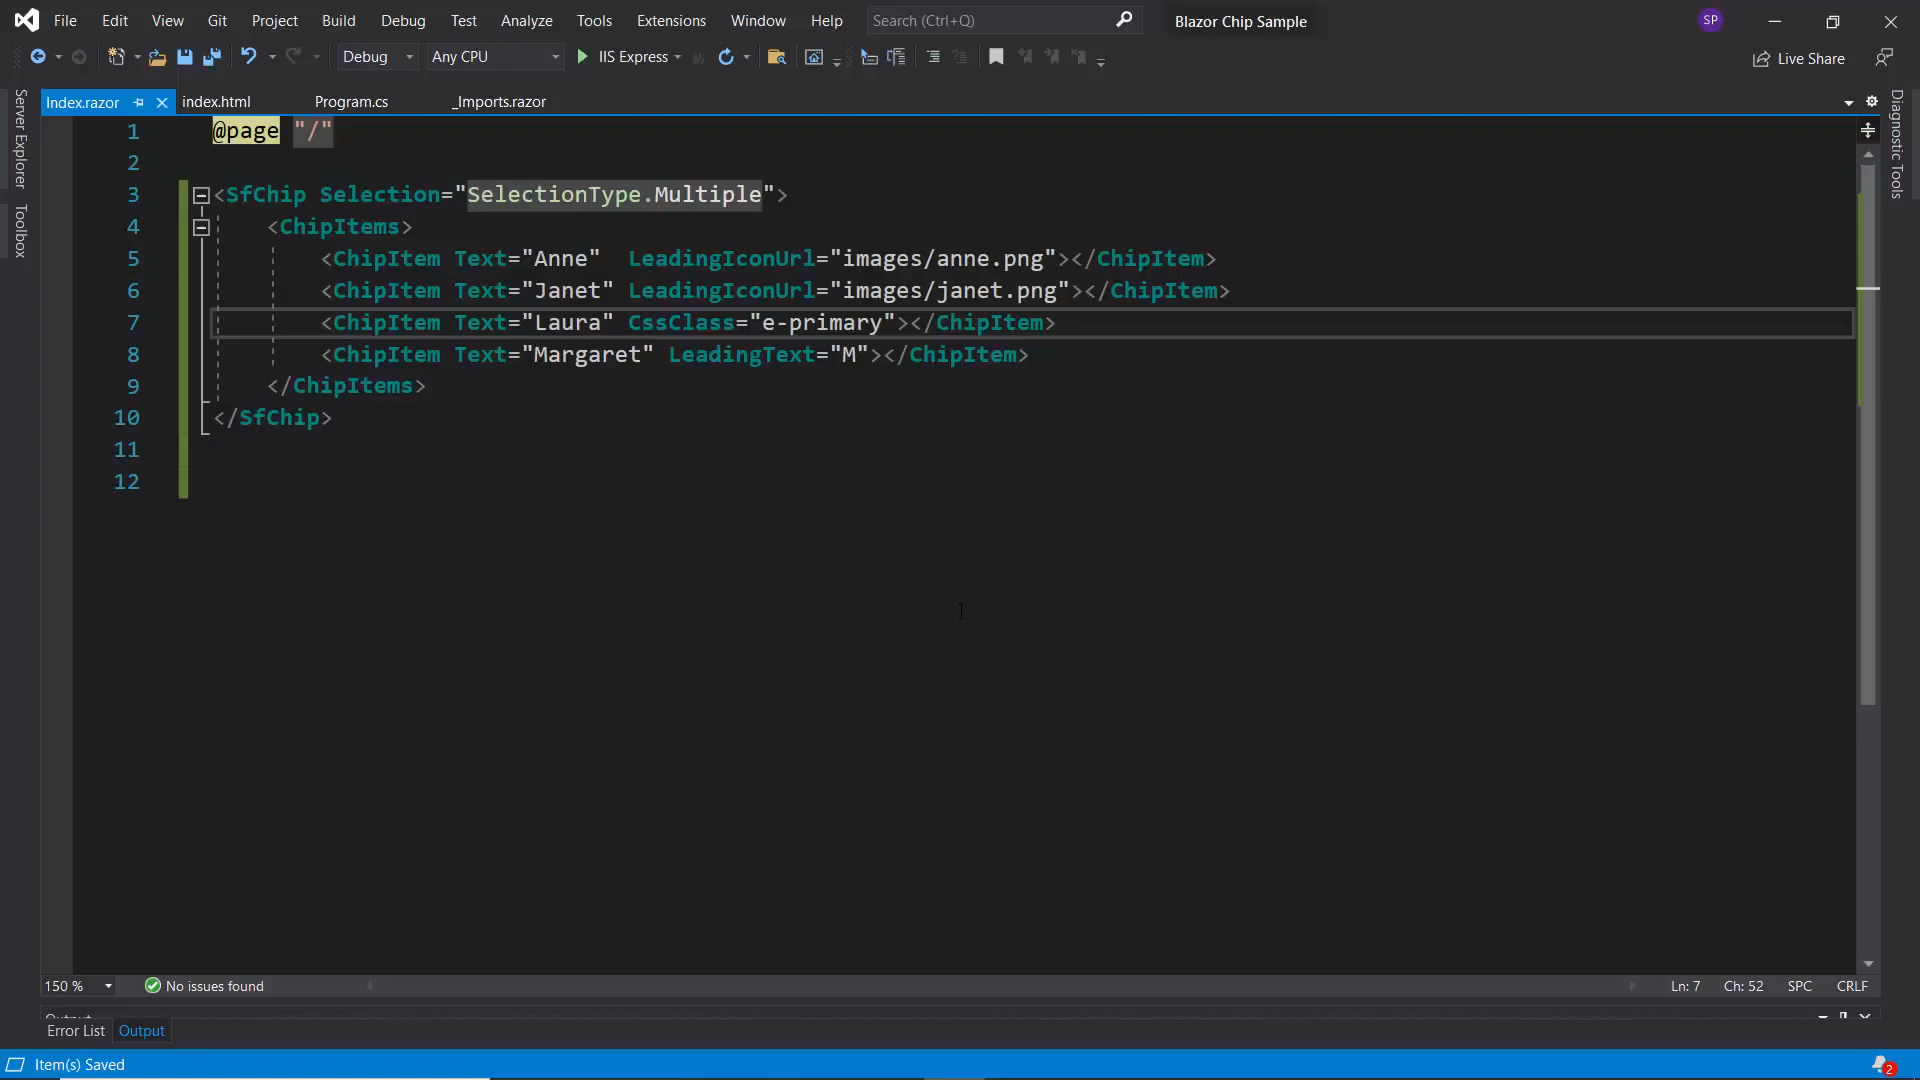 File Edit View Git Project Build Debug Test Analyze Tools Extensions Window Help Search (Ctrl+Q) Blazor Chip Sample SP
Debug Any CPU IIS Express Live Share
Server Explorer
Toolbox
Diagnostic Tools
Index.razor index.html Program.cs _Imports.razor
1 @page "/"
2
3 <SfChip Selection="SelectionType.Multiple">
4 <ChipItems>
5 <ChipItem Text="Anne"  LeadingIconUrl="images/anne.png"></ChipItem>
6 <ChipItem Text="Janet" LeadingIconUrl="images/janet.png"></ChipItem>
7 <ChipItem Text="Laura" CssClass="e-primary"></ChipItem>
8 <ChipItem Text="Margaret" LeadingText="M"></ChipItem>
9 </ChipItems>
10 </SfChip>
11
12
150 % No issues found Ln: 7 Ch: 52 SPC CRLF
Output
Error List Output
Item(s) Saved 2